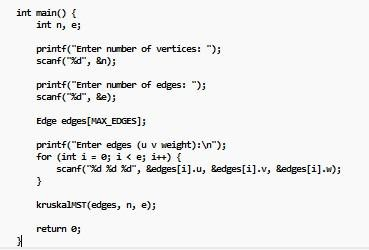 int main() {
    int n, e;

    printf("Enter number of vertices: ");
    scanf("%d", &n);

    printf("Enter number of edges: ");
    scanf("%d", &e);

    Edge edges[MAX_EDGES];

    printf("Enter edges (u v weight):\n");
    for (int i = 0; i < e; i++) {
        scanf("%d %d %d", &edges[i].u, &edges[i].v, &edges[i].w);
    }

    kruskalMST(edges, n, e);

    return 0;
}